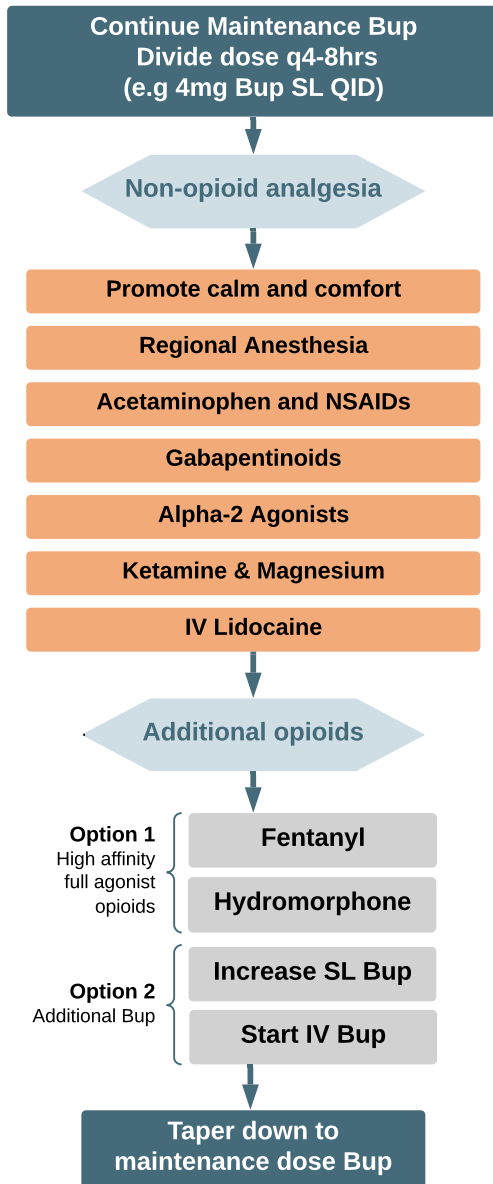 Continue Maintenance Bup
Divide dose q4-8hrs
(e.g 4mg Bup SL QID)
Non-opioid analgesia
Promote calm and comfort
Regional Anesthesia
Acetaminophen and NSAIDs
Gabapentinoids
Alpha-2 Agonists
Ketamine & Magnesium
IV Lidocaine
Additional opioids
Option 1
High affinity
full agonist
opioids
Fentanyl
Hydromorphone
Option 2
Additional Bup
Increase SL Bup
Start IV Bup
Taper down to
maintenance dose Bup